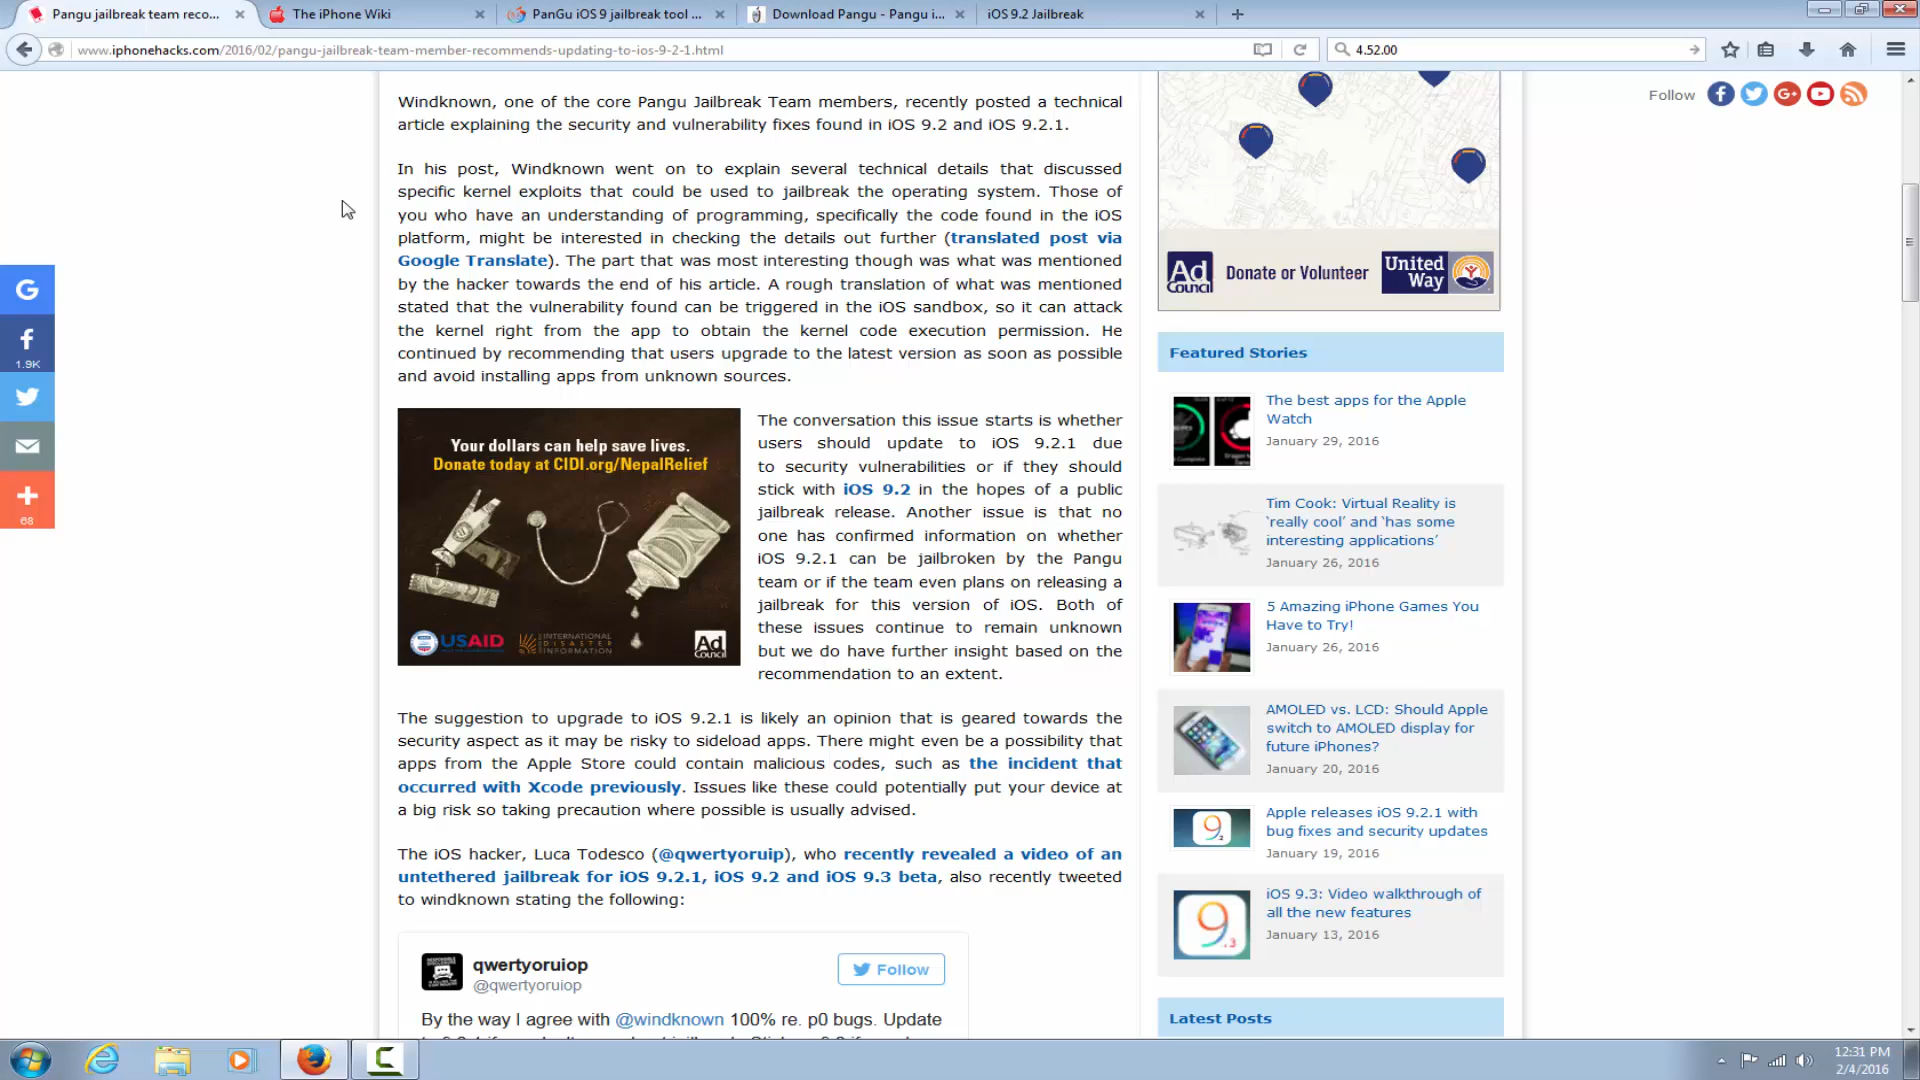 Pangu jailbreak team reco...
The iPhone Wiki
PanGu iOS 9 jailbreak tool ...
Download Pangu - Pangu i...
iOS 9.2 Jailbreak
www.iphonehacks.com/2016/02/pangu-jailbreak-team-member-recommends-updating-to-ios-9-2-1.html
4.52.00
Follow
G
1.9K
68
Windknown, one of the core Pangu Jailbreak Team members, recently posted a technical
article explaining the security and vulnerability fixes found in iOS 9.2 and iOS 9.2.1.
In his post, Windknown went on to explain several technical details that discussed
specific kernel exploits that could be used to jailbreak the operating system. Those of
you who have an understanding of programming, specifically the code found in the iOS
platform, might be interested in checking the details out further (translated post via
Google Translate). The part that was most interesting though was what was mentioned
by the hacker towards the end of his article. A rough translation of what was mentioned
stated that the vulnerability found can be triggered in the iOS sandbox, so it can attack
the kernel right from the app to obtain the kernel code execution permission. He
continued by recommending that users upgrade to the latest version as soon as possible
and avoid installing apps from unknown sources.
Your dollars can help save lives.
Donate today at CIDI.org/NepalRelief
USAID
INTERNATIONAL
DISASTER
INFORMATION
Ad
Council
The conversation this issue starts is whether
users should update to iOS 9.2.1 due
to security vulnerabilities or if they should
stick with iOS 9.2 in the hopes of a public
jailbreak release. Another issue is that no
one has confirmed information on whether
iOS 9.2.1 can be jailbroken by the Pangu
team or if the team even plans on releasing a
jailbreak for this version of iOS. Both of
these issues continue to remain unknown
but we do have further insight based on the
recommendation to an extent.
The suggestion to upgrade to iOS 9.2.1 is likely an opinion that is geared towards the
security aspect as it may be risky to sideload apps. There might even be a possibility that
apps from the Apple Store could contain malicious codes, such as the incident that
occurred with Xcode previously. Issues like these could potentially put your device at
a big risk so taking precaution where possible is usually advised.
The iOS hacker, Luca Todesco (@qwertyoruip), who recently revealed a video of an
untethered jailbreak for iOS 9.2.1, iOS 9.2 and iOS 9.3 beta, also recently tweeted
to windknown stating the following:
qwertyoruiop
@qwertyoruiop
Follow
By the way I agree with @windknown 100% re. p0 bugs. Update
Ad
Council
Donate or Volunteer
United
Way
Featured Stories
The best apps for the Apple
Watch
January 29, 2016
Tim Cook: Virtual Reality is
'really cool' and 'has some
interesting applications'
January 26, 2016
5 Amazing iPhone Games You
Have to Try!
January 26, 2016
AMOLED vs. LCD: Should Apple
switch to AMOLED display for
future iPhones?
January 20, 2016
Apple releases iOS 9.2.1 with
bug fixes and security updates
January 19, 2016
iOS 9.3: Video walkthrough of
all the new features
January 13, 2016
Latest Posts
12:31 PM
2/4/2016